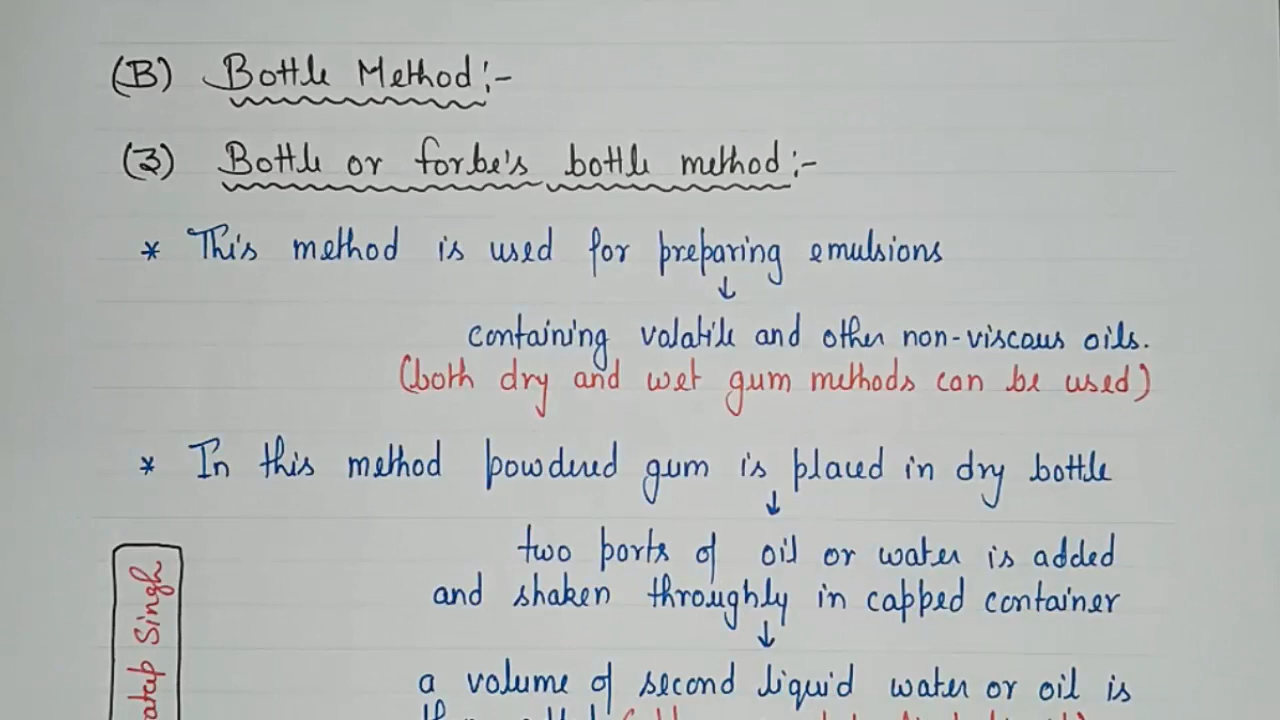 (B) Bottle Method:-
(3) Bottle or forbe's bottle method:-
* This method is used for preparing emulsions
↓
containing volatile and other non-viscous oils.
(both dry and wet gum methods can be used)
* In this method powdered gum is placed in dry bottle
↓
two parts of oil or water is added
and shaken throughly in capped container
↓
a volume of second liquid water or oil is
Singh